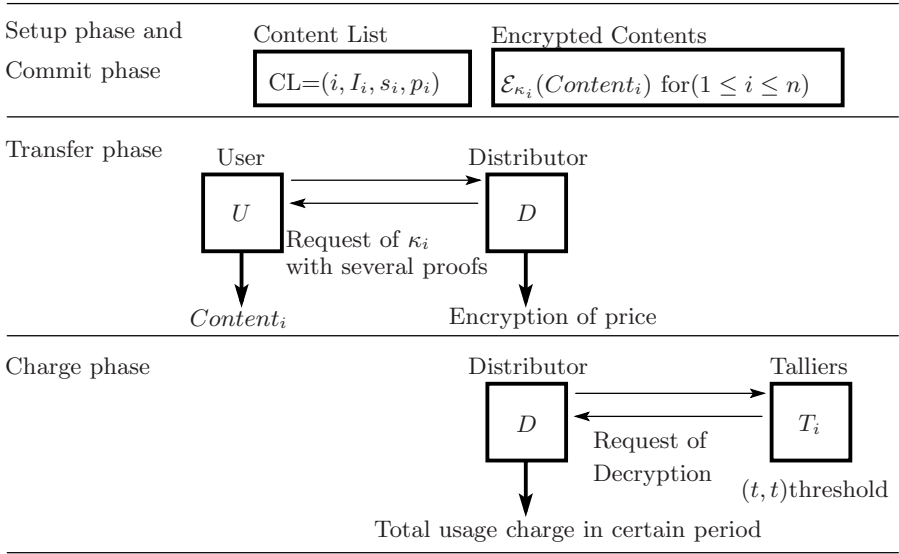 Setup phase and
Commit phase
Content List
CL=(i, I_i, s_i, p_i)
Encrypted Contents
ℰ_{κ_i}(Content_i) for(1 ≤ i ≤ n)
Transfer phase
User
U
Distributor
D
Request of κ_i
with several proofs
Content_i
Encryption of price
Charge phase
Distributor
D
Talliers
T_i
Request of
Decryption
(t, t)threshold
Total usage charge in certain period